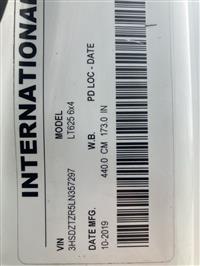 INTERNATIONAL
VIN MODEL
3HSDZTZR5LN357297 LT625 6x4
DATE MFG. W.B. PD LOC - DATE
10-2019 440.0 CM 173.0 IN